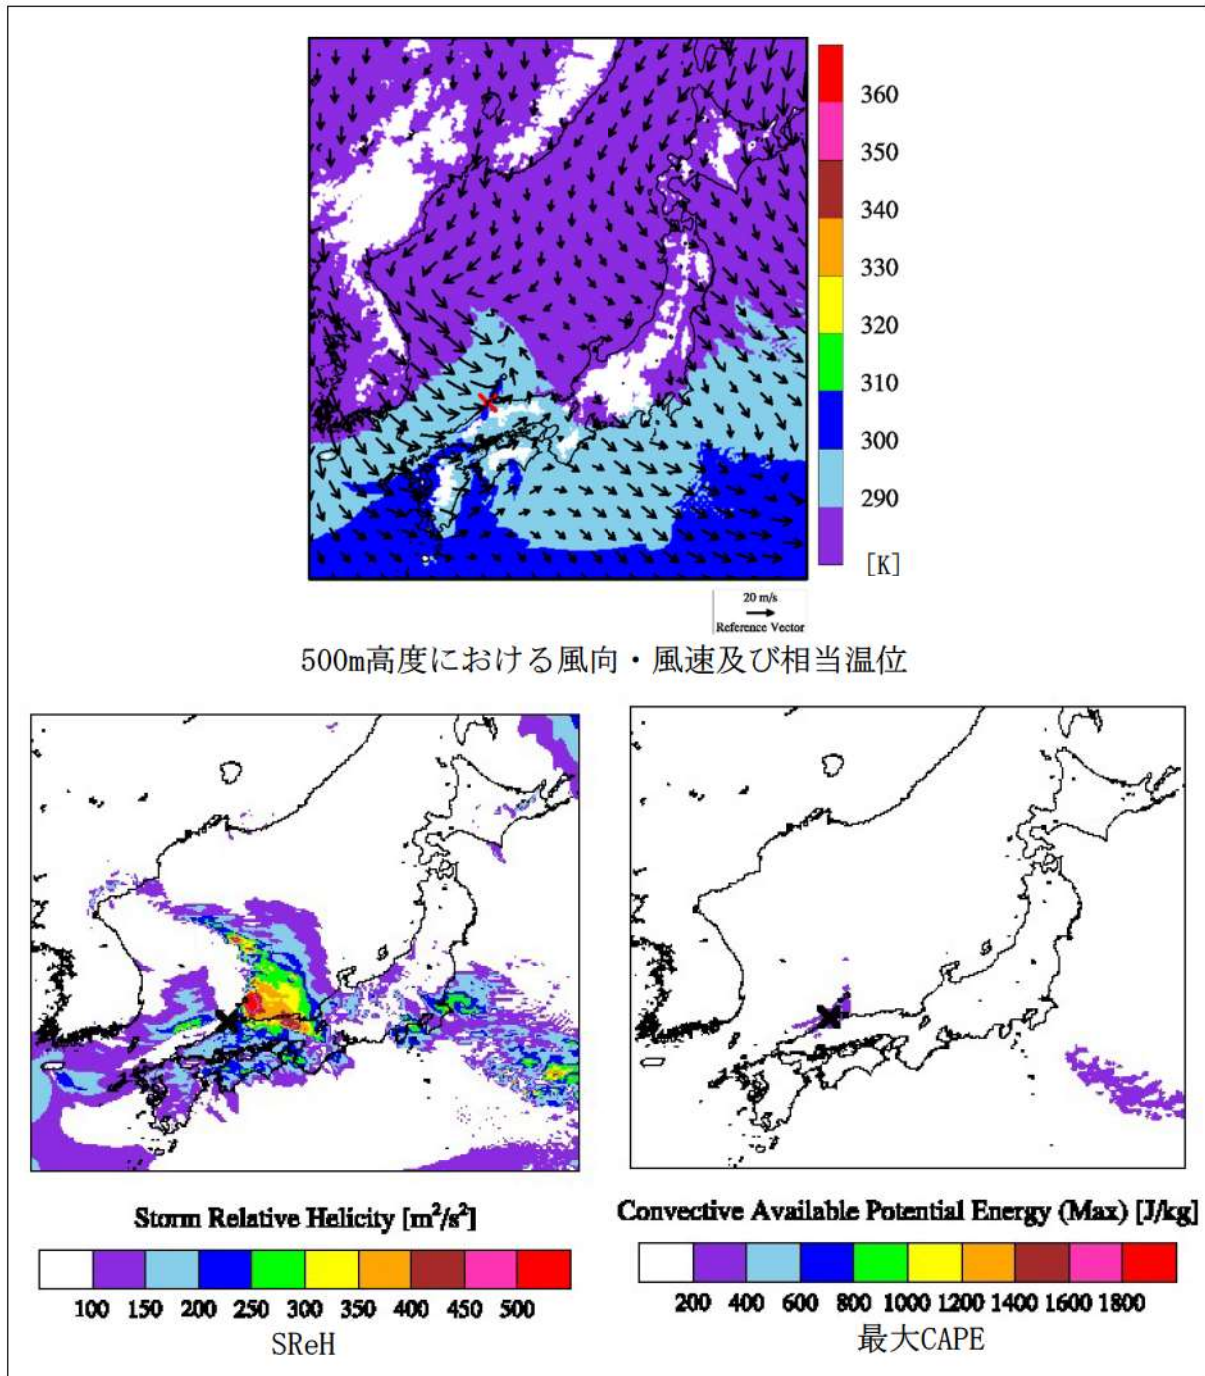 360
350
340
330
320
310
300
290
[K]
20 m/s
Reference Vector
500m高度における風向・風速及び相当温位
Storm Relative Helicity [m²/s²]
100 150 200 250 300 350 400 450 500
SReH
Convective Available Potential Energy (Max) [J/kg]
200 400 600 800 1000 1200 1400 1600 1800
最大CAPE